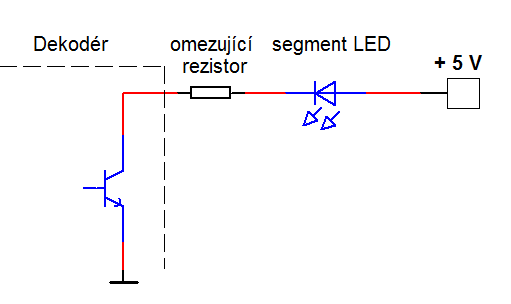 Dekodér
omezující
rezistor
segment LED
+ 5 V